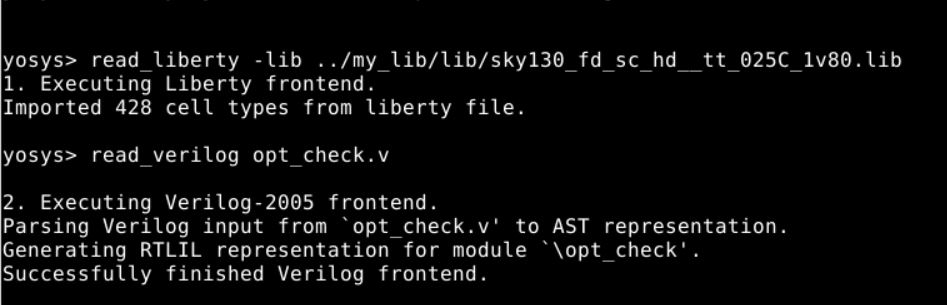 yosys> read_liberty -lib ../my_lib/lib/sky130_fd_sc_hd__tt_025C_1v80.lib
1. Executing Liberty frontend.
Imported 428 cell types from liberty file.
yosys> read_verilog opt_check.v
2. Executing Verilog-2005 frontend.
Parsing Verilog input from `opt_check.v' to AST representation.
Generating RTLIL representation for module `\opt_check'.
Successfully finished Verilog frontend.